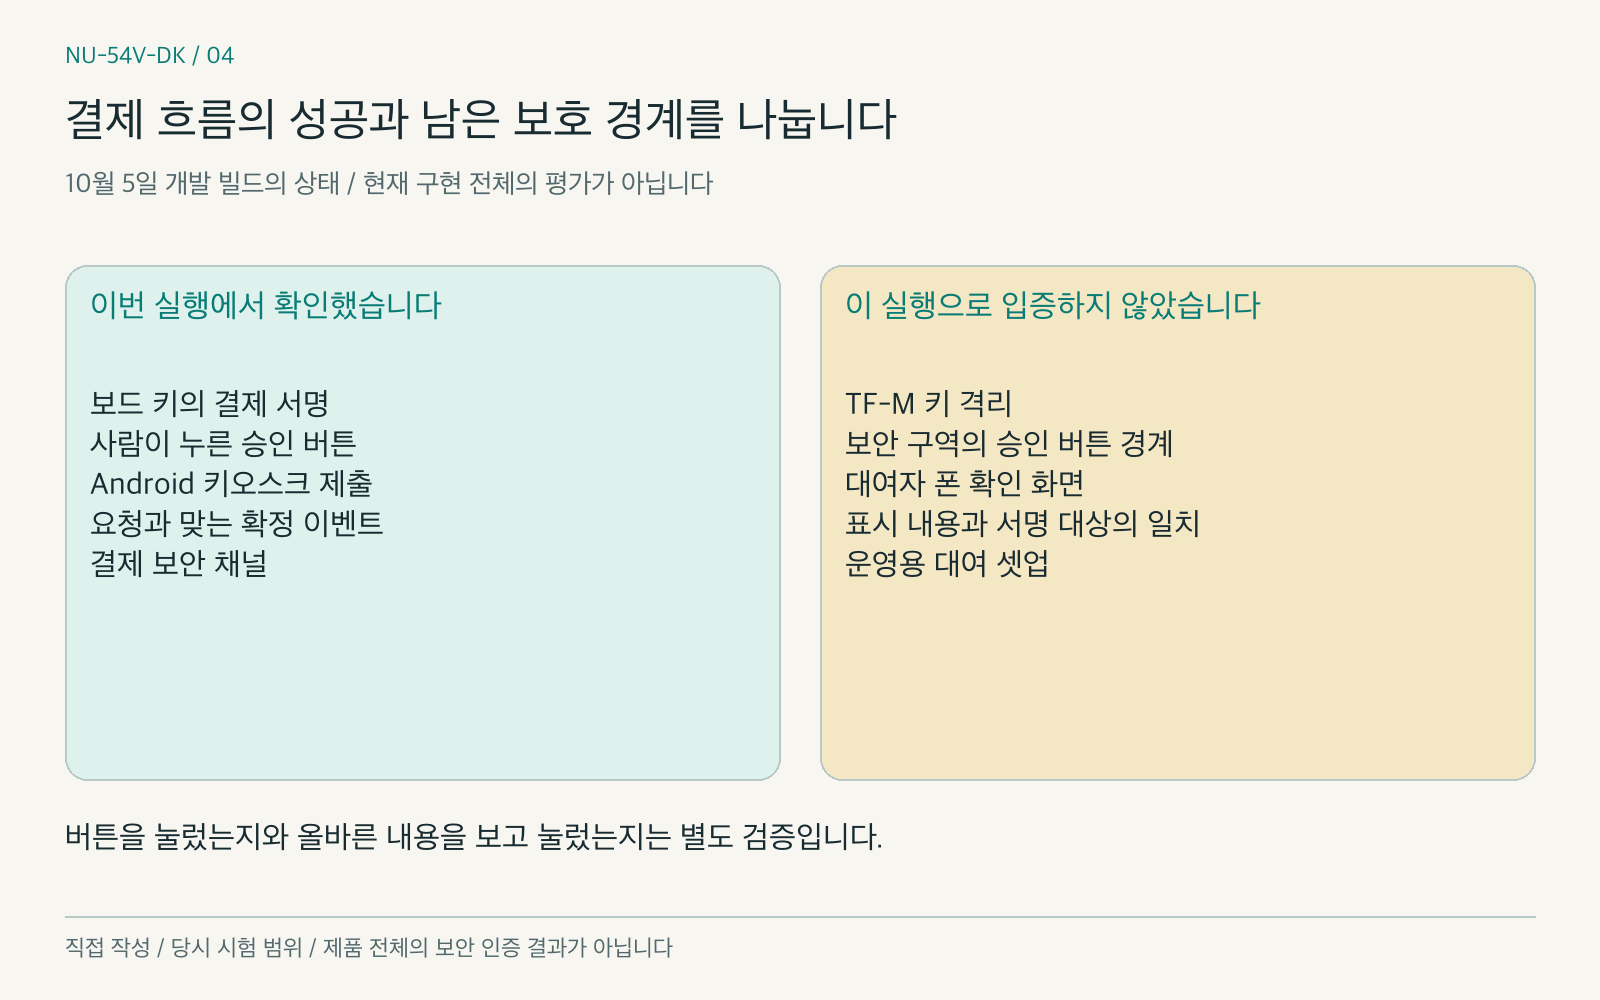 NU-54V-DK / 04
결제 흐름의 성공과 남은 보호 경계를 나눕니다
10월 5일 개발 빌드의 상태 / 현재 구현 전체의 평가가 아닙니다
이번 실행에서 확인했습니다
보드 키의 결제 서명
사람이 누른 승인 버튼
Android 키오스크 제출
요청과 맞는 확정 이벤트
결제 보안 채널
이 실행으로 입증하지 않았습니다
TF-M 키 격리
보안 구역의 승인 버튼 경계
대여자 폰 확인 화면
표시 내용과 서명 대상의 일치
운영용 대여 셋업
버튼을 눌렀는지와 올바른 내용을 보고 눌렀는지는 별도 검증입니다.
직접 작성 / 당시 시험 범위 / 제품 전체의 보안 인증 결과가 아닙니다